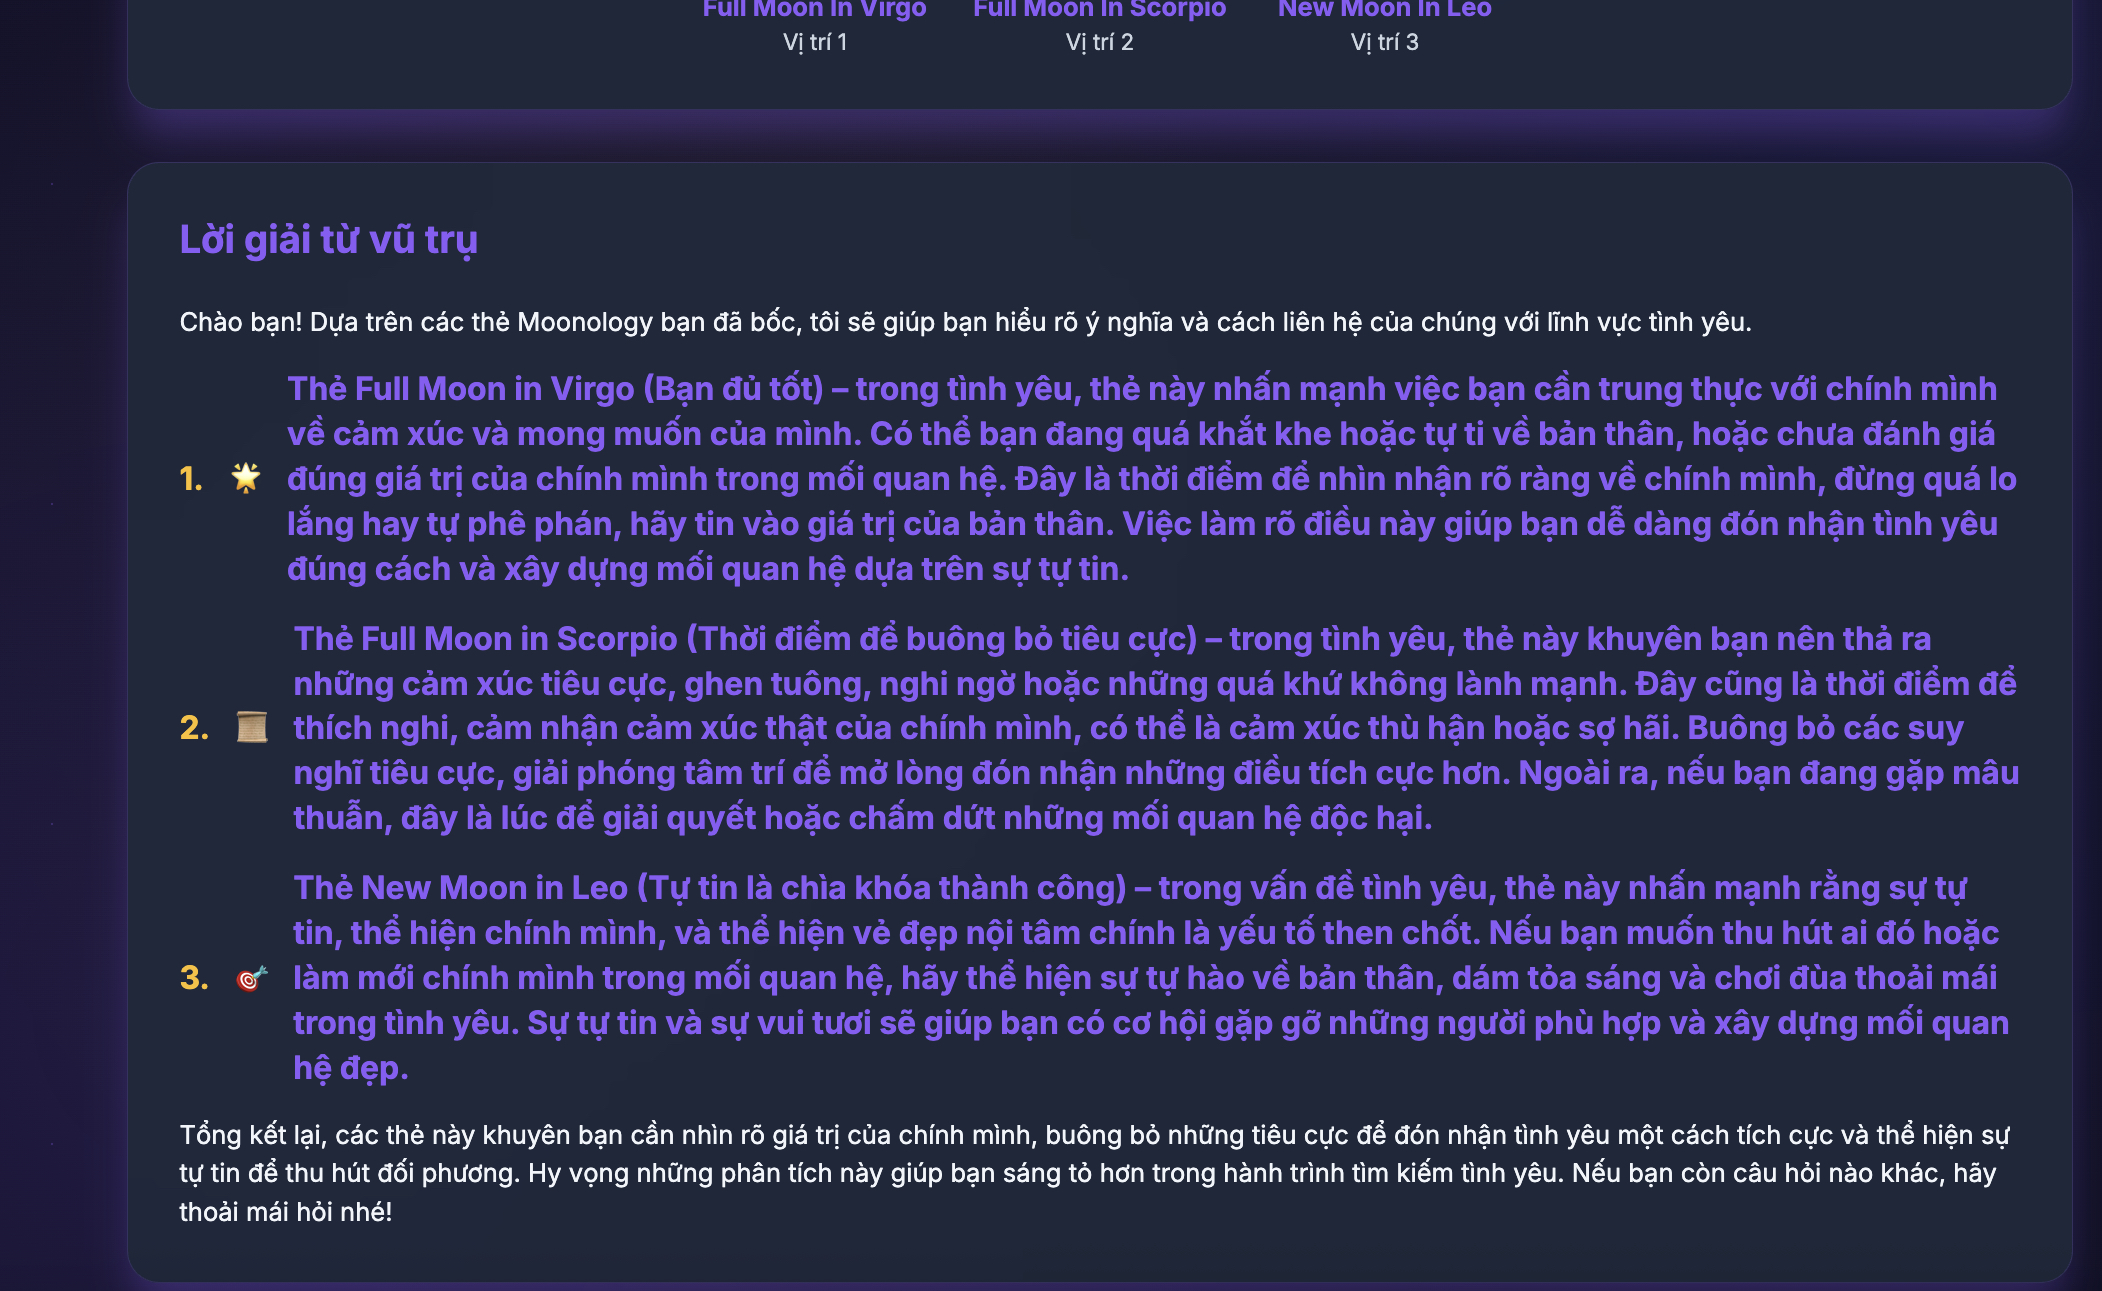 Full Moon In Virgo Full Moon In Scorpio New Moon In Leo
Vị trí 1 Vị trí 2 Vị trí 3
Lời giải từ vũ trụ
Chào bạn! Dựa trên các thẻ Moonology bạn đã bốc, tôi sẽ giúp bạn hiểu rõ ý nghĩa và cách liên hệ của chúng với lĩnh vực tình yêu.
Thẻ Full Moon in Virgo (Bạn đủ tốt) – trong tình yêu, thẻ này nhấn mạnh việc bạn cần trung thực với chính mình
về cảm xúc và mong muốn của mình. Có thể bạn đang quá khắt khe hoặc tự ti về bản thân, hoặc chưa đánh giá
1. 🌟 đúng giá trị của chính mình trong mối quan hệ. Đây là thời điểm để nhìn nhận rõ ràng về chính mình, đừng quá lo
lắng hay tự phê phán, hãy tin vào giá trị của bản thân. Việc làm rõ điều này giúp bạn dễ dàng đón nhận tình yêu
đúng cách và xây dựng mối quan hệ dựa trên sự tự tin.
Thẻ Full Moon in Scorpio (Thời điểm để buông bỏ tiêu cực) – trong tình yêu, thẻ này khuyên bạn nên thả ra
những cảm xúc tiêu cực, ghen tuông, nghi ngờ hoặc những quá khứ không lành mạnh. Đây cũng là thời điểm để
2. 📜 thích nghi, cảm nhận cảm xúc thật của chính mình, có thể là cảm xúc thù hận hoặc sợ hãi. Buông bỏ các suy
nghĩ tiêu cực, giải phóng tâm trí để mở lòng đón nhận những điều tích cực hơn. Ngoài ra, nếu bạn đang gặp mâu
thuẫn, đây là lúc để giải quyết hoặc chấm dứt những mối quan hệ độc hại.
Thẻ New Moon in Leo (Tự tin là chìa khóa thành công) – trong vấn đề tình yêu, thẻ này nhấn mạnh rằng sự tự
tin, thể hiện chính mình, và thể hiện vẻ đẹp nội tâm chính là yếu tố then chốt. Nếu bạn muốn thu hút ai đó hoặc
3. 🎯 làm mới chính mình trong mối quan hệ, hãy thể hiện sự tự hào về bản thân, dám tỏa sáng và chơi đùa thoải mái
trong tình yêu. Sự tự tin và sự vui tươi sẽ giúp bạn có cơ hội gặp gỡ những người phù hợp và xây dựng mối quan
hệ đẹp.
Tổng kết lại, các thẻ này khuyên bạn cần nhìn rõ giá trị của chính mình, buông bỏ những tiêu cực để đón nhận tình yêu một cách tích cực và thể hiện sự
tự tin để thu hút đối phương. Hy vọng những phân tích này giúp bạn sáng tỏ hơn trong hành trình tìm kiếm tình yêu. Nếu bạn còn câu hỏi nào khác, hãy
thoải mái hỏi nhé!